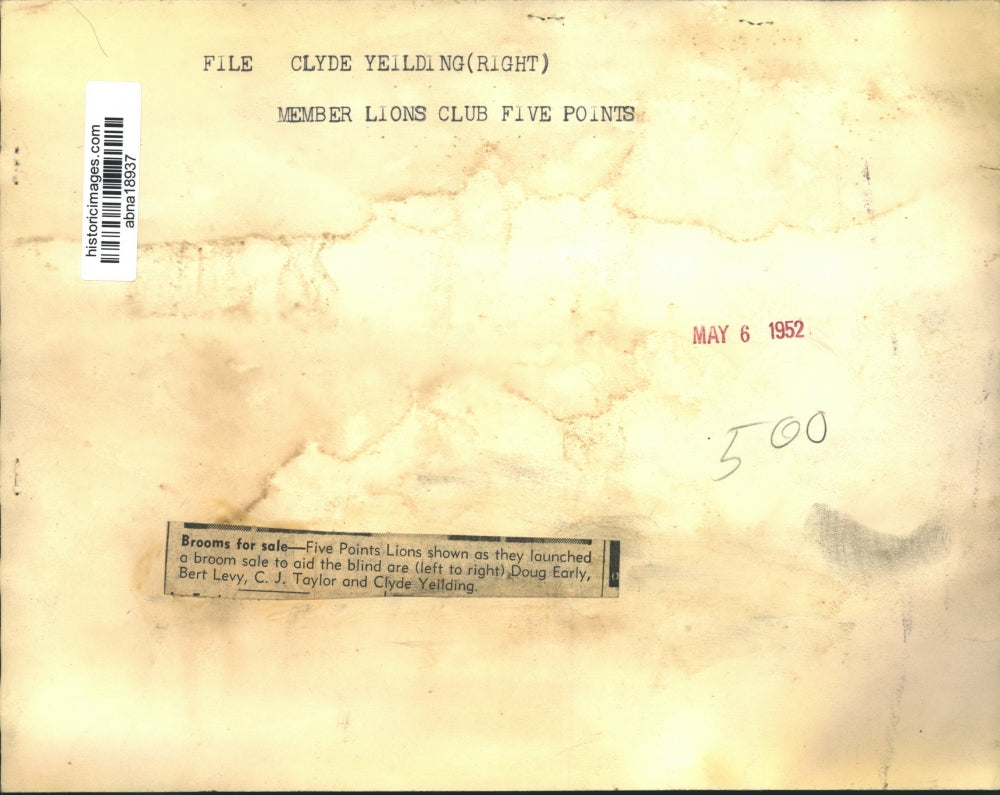 FILE CLYDE YEILDING(RIGHT)
MEMBER LIONS CLUB FIVE POINTS
historicimages.com
abna18937
MAY 6 1952
500
Brooms for sale—Five Points Lions shown as they launched
a broom sale to aid the blind are (left to right) Doug Early,
Bert Levy, C. J. Taylor and Clyde Yeilding.